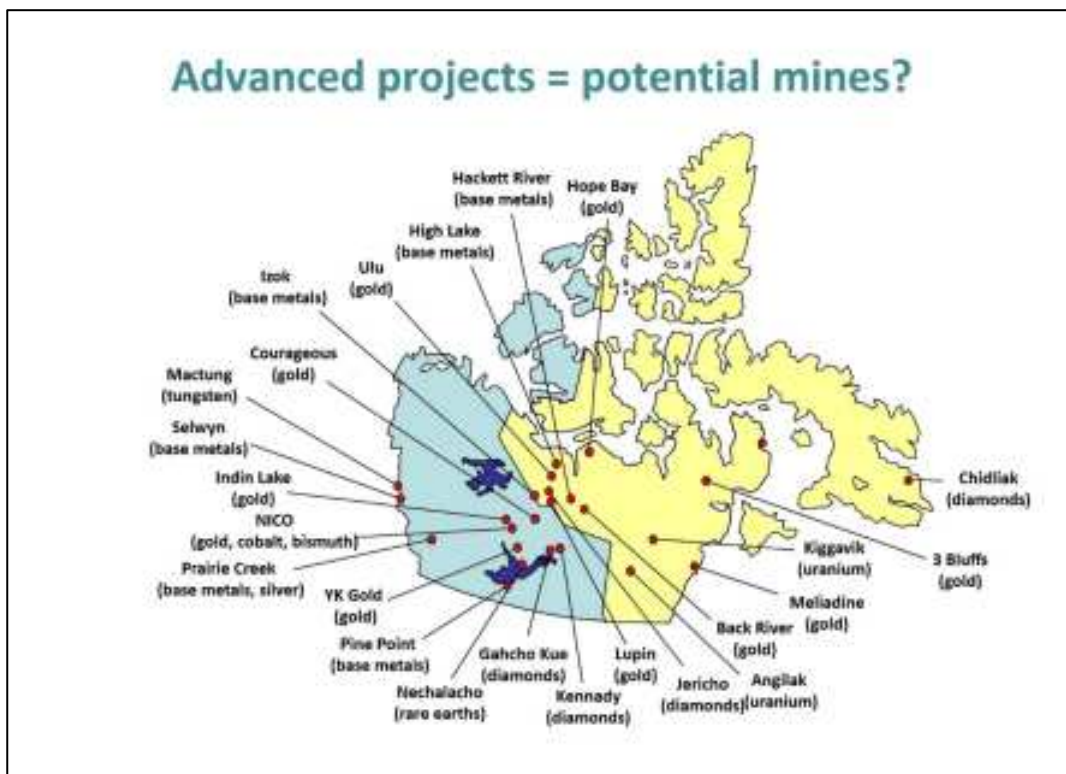 Advanced projects = potential mines?
Hackett River
(base metals)
Hope Bay
(gold)
High Lake
(base metals)
Ulu
(gold)
Izok
(base metals)
Courageous
(gold)
Mactung
(tungsten)
Selwyn
(base metals)
Indin Lake
(gold)
NICO
(gold, cobalt, bismuth)
Prairie Creek
(base metals, silver)
YK Gold
(gold)
Pine Point
(base metals)
Nechalacho
(rare earths)
Gahcho Kue
(diamonds)
Kennady
(diamonds)
Lupin
(gold)
Jericho
(diamonds)
Back River
(gold)
Angilak
(uranium)
Meliadine
(gold)
Kiggavik
(uranium)
3 Bluffs
(gold)
Chidliak
(diamonds)